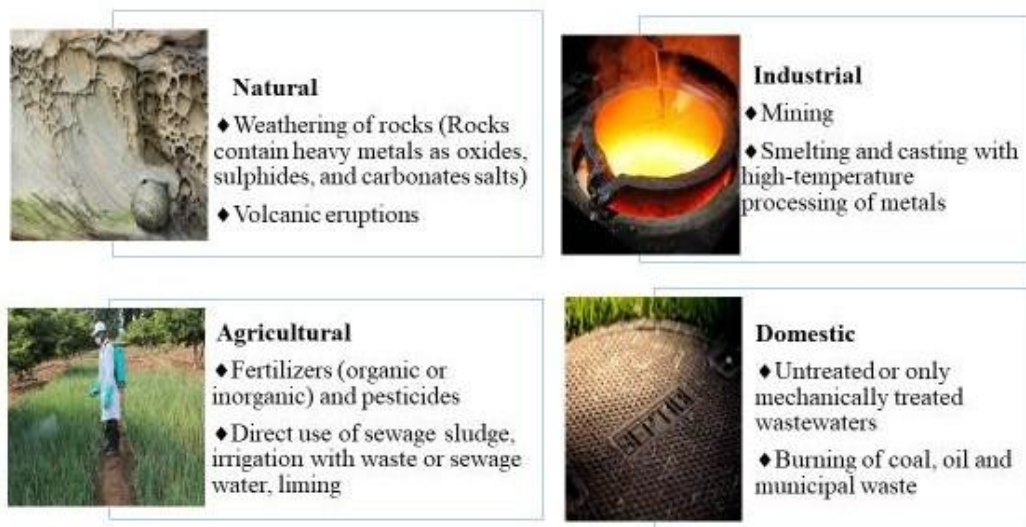 Natural
♦Weathering of rocks (Rocks
contain heavy metals as oxides,
sulphides, and carbonates salts)
♦Volcanic eruptions
Industrial
♦Mining
♦Smelting and casting with
high-temperature
processing of metals
Agricultural
♦Fertilizers (organic or
inorganic) and pesticides
♦Direct use of sewage sludge,
irrigation with waste or sewage
water, liming
SEPTIC
Domestic
♦Untreated or only
mechanically treated
wastewaters
♦Burning of coal, oil and
municipal waste